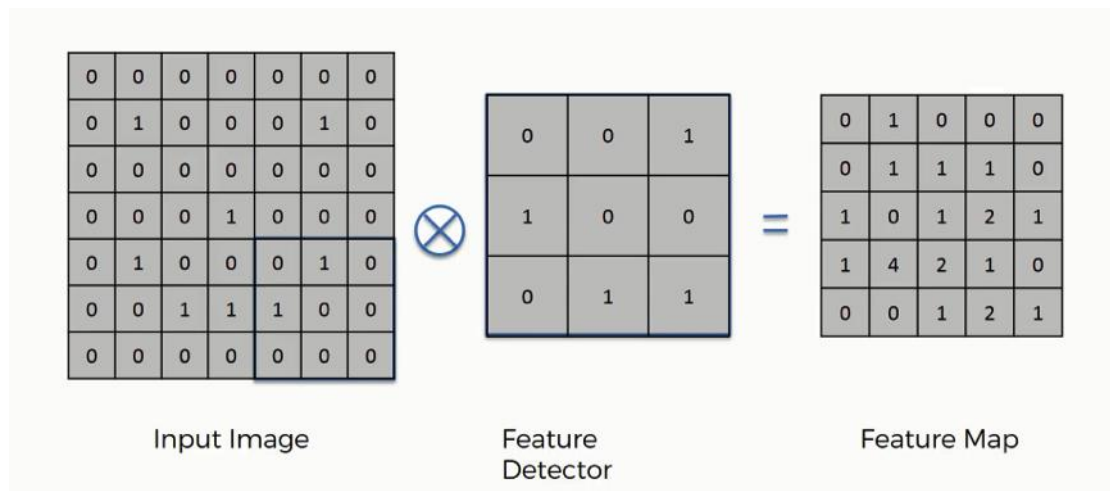 0 0 0 0 0 0 0
0 1 0 0 0 1 0
0 0 0 0 0 0 0
0 0 0 1 0 0 0
0 1 0 0 0 1 0
0 0 1 1 1 0 0
0 0 0 0 0 0 0
0 0 1
1 0 0
0 1 1
=
0 1 0 0 0
0 1 1 1 0
1 0 1 2 1
1 4 2 1 0
0 0 1 2 1
Input Image
Feature
Detector
Feature Map